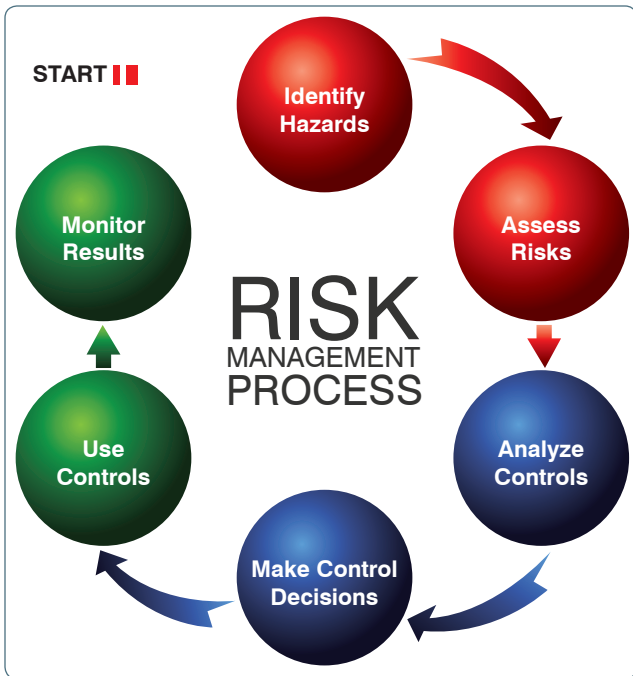 START
Identify
Hazards
Assess
Risks
Analyze
Controls
Make Control
Decisions
Use
Controls
Monitor
Results
RISK
MANAGEMENT
PROCESS